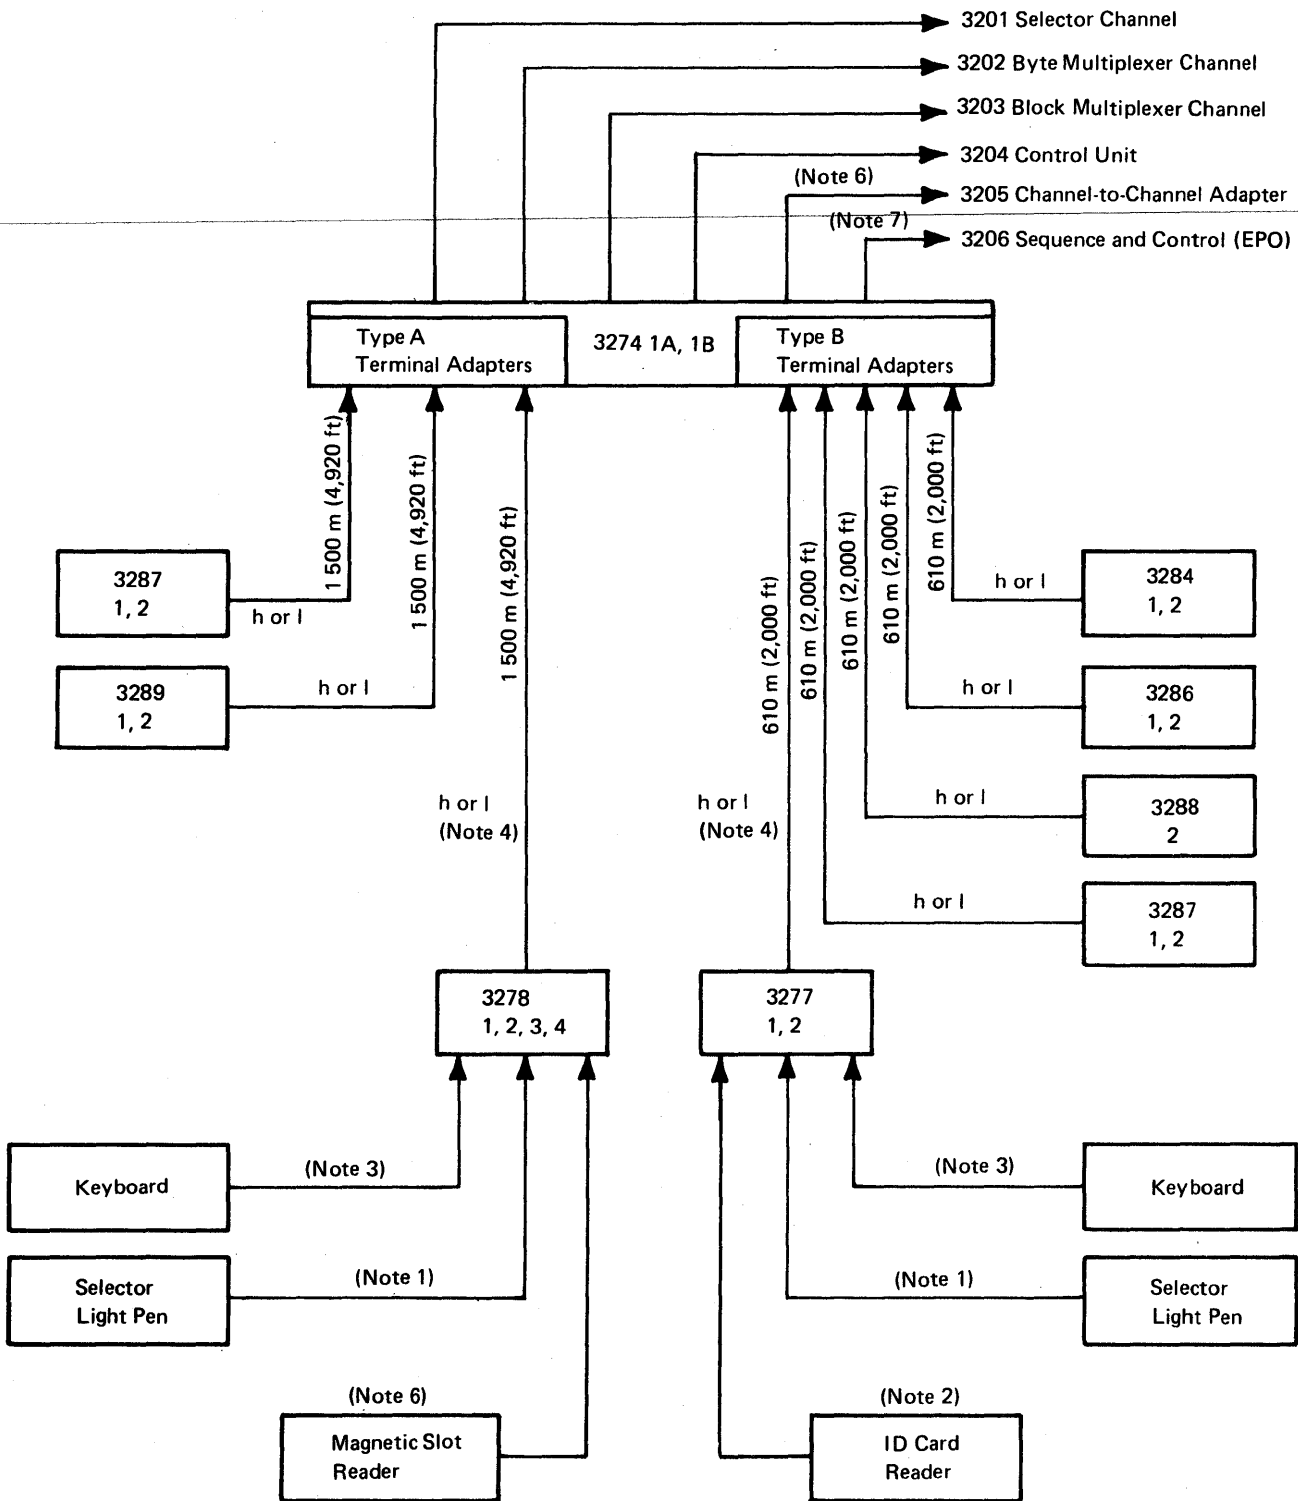 3201 Selector Channel
3202 Byte Multiplexer Channel
3203 Block Multiplexer Channel
3204 Control Unit
(Note 6)
3205 Channel-to-Channel Adapter
(Note 7)
3206 Sequence and Control (EPO)
Type A
Terminal Adapters
3274 1A, 1B
Type B
Terminal Adapters
1 500 m (4,920 ft)
1 500 m (4,920 ft)
1 500 m (4,920 ft)
610 m (2,000 ft)
610 m (2,000 ft)
610 m (2,000 ft)
610 m (2,000 ft)
610 m (2,000 ft)
3287
1, 2
h or l
h or l
3284
1, 2
3289
1, 2
h or l
h or l
3286
1, 2
h or l
(Note 4)
h or l
(Note 4)
h or l
3288
2
h or l
3287
1, 2
3278
1, 2, 3, 4
3277
1, 2
Keyboard
(Note 3)
(Note 3)
Keyboard
Selector
Light Pen
(Note 1)
(Note 1)
Selector
Light Pen
(Note 6)
Magnetic Slot
Reader
(Note 2)
ID Card
Reader